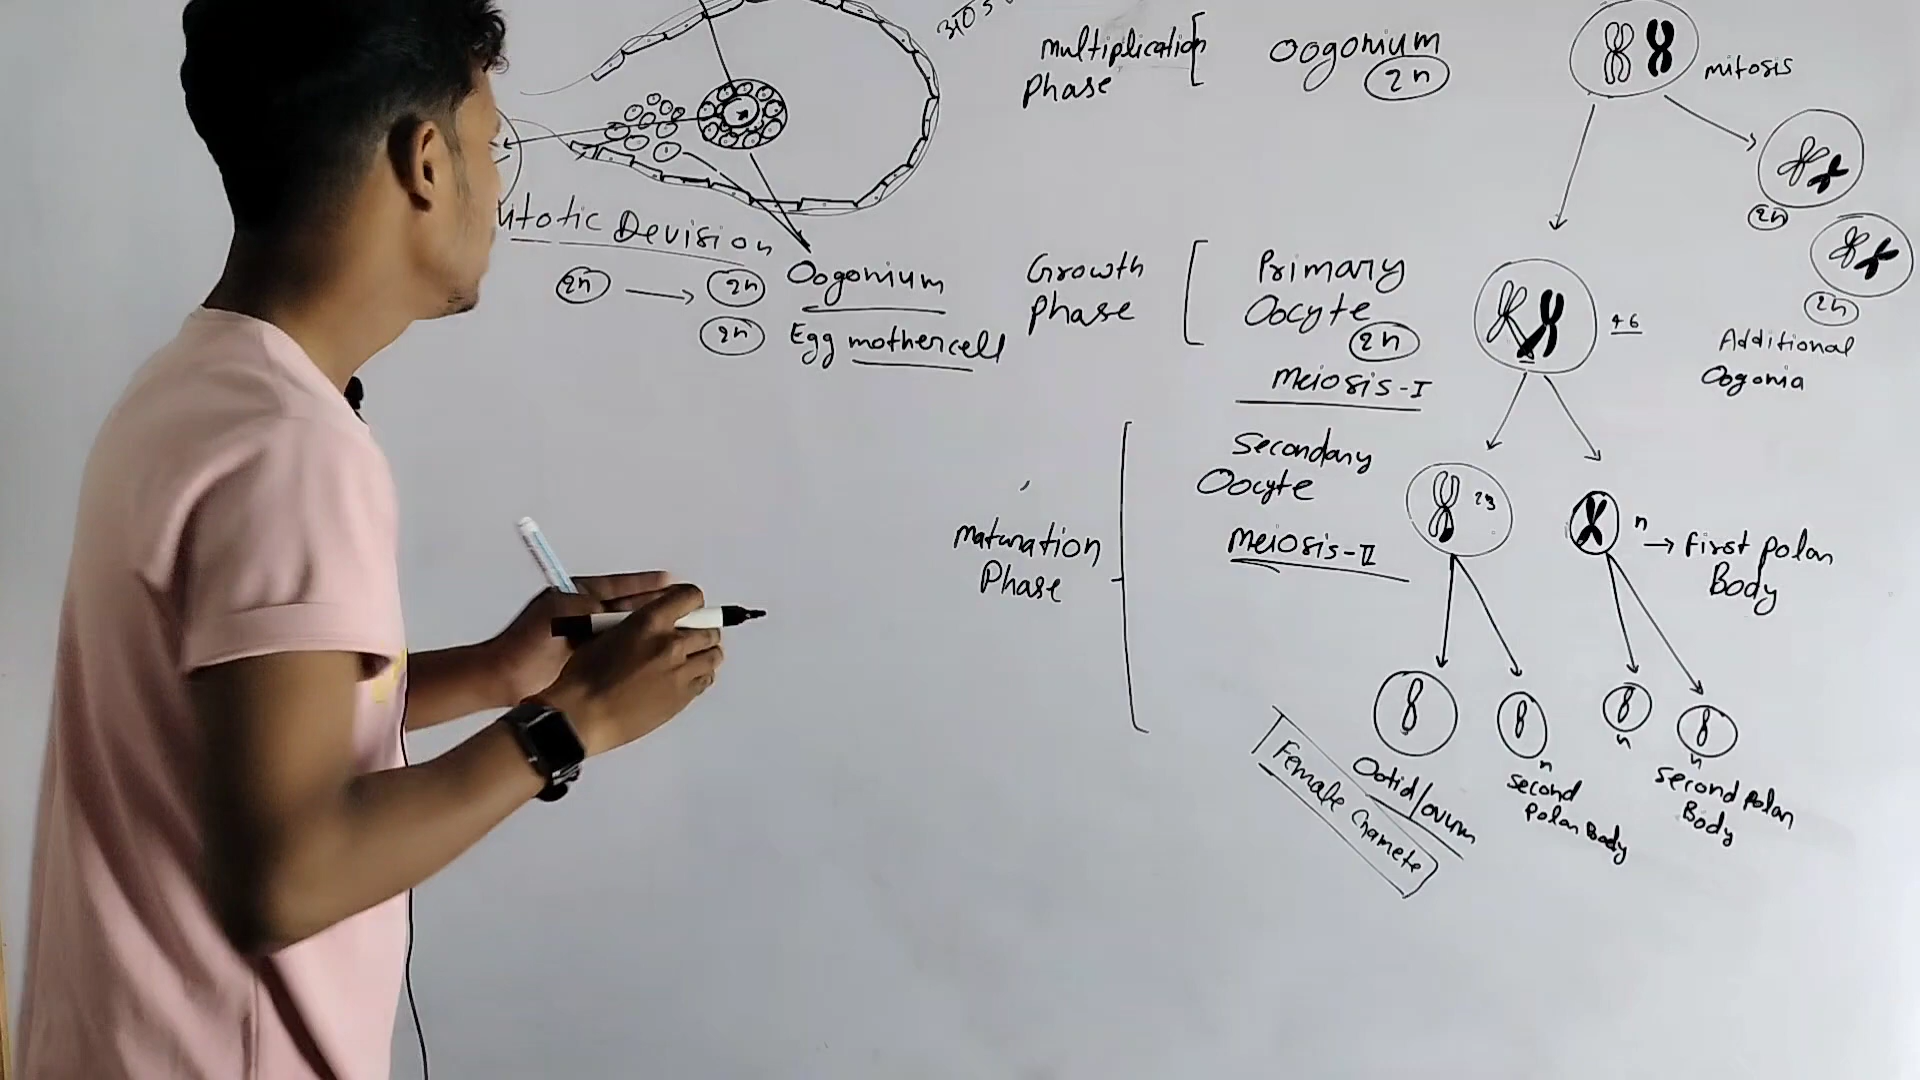 Multiplication
Phase
Oogonium
2n
mitosis
2n
2n
Additional
Oogonia
Devision
2n
2n
2n
Oogonium
Egg mothercell
Growth
Phase
Primary
Oocyte
2n
46
Meiosis-I
Secondary
Oocyte
23
Meiosis-II
n
→ First Polar
Body
Maturation
Phase
Ootid/ovum
Female Gamete
n
second
Polar Body
n
n
second Polar
Body